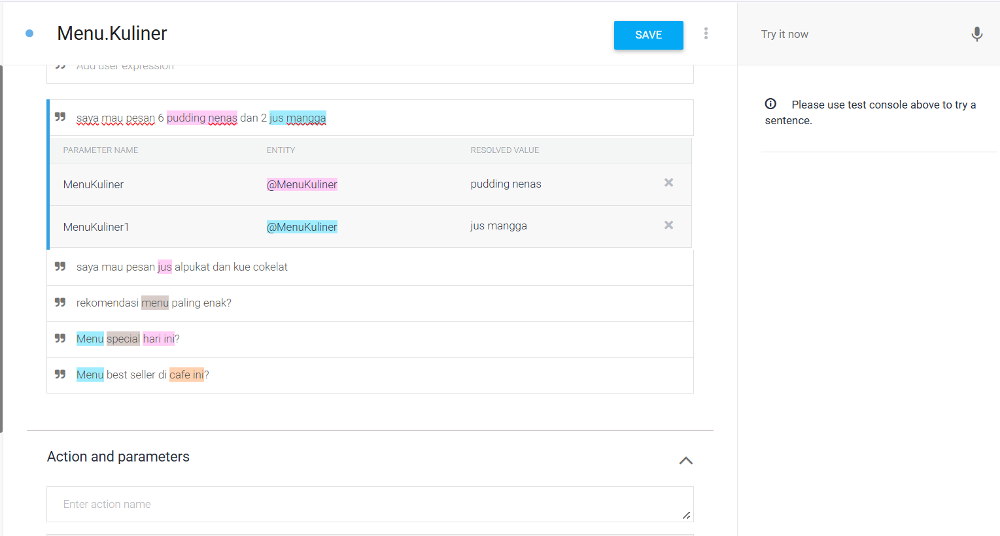 Menu.Kuliner
SAVE
Try it now
Add user expression
saya mau pesan 6 pudding nenas dan 2 jus mangga
PARAMETER NAME ENTITY RESOLVED VALUE
MenuKuliner @MenuKuliner pudding nenas
MenuKuliner1 @MenuKuliner jus mangga
saya mau pesan jus alpukat dan kue cokelat
rekomendasi menu paling enak?
Menu special hari ini?
Menu best seller di cafe ini?
Action and parameters
Enter action name
Please use test console above to try a
sentence.